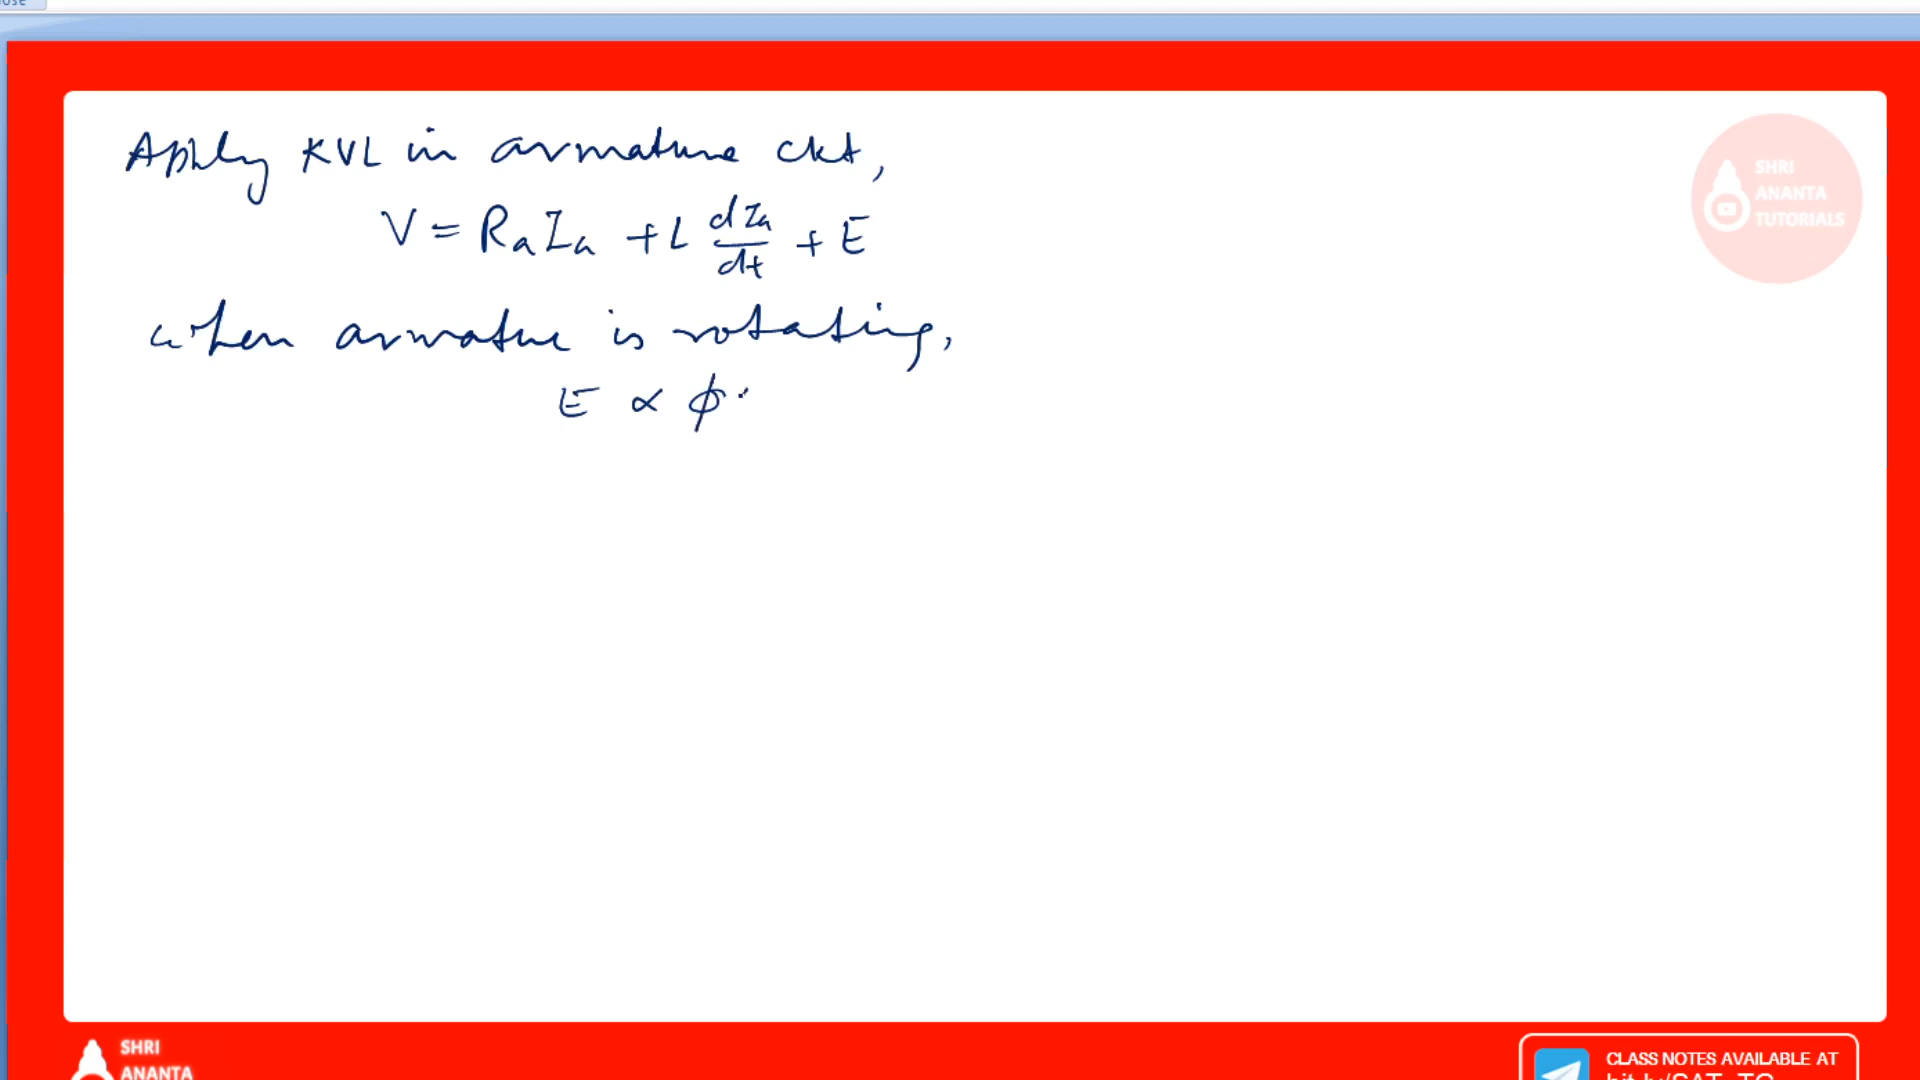 Apply KVL in armature ckt,
V = RaIa + L dIa/dt + E
when armature is rotating,
E ∝ ϕ.
SHRI
ANANTA
TUTORIALS
SHRI
ANANTA
CLASS NOTES AVAILABLE AT